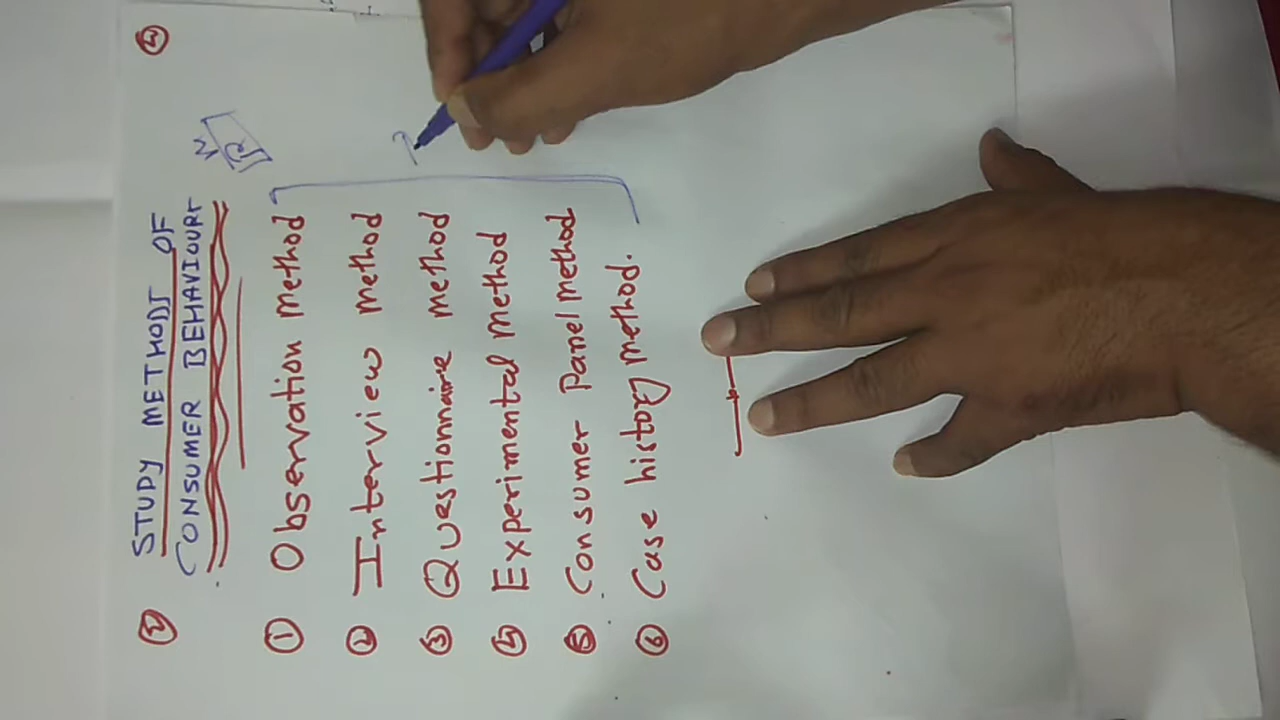 STUDY METHODS OF
CONSUMER BEHAVIOURS
① Observation Method
② Interview Method
③ Questionnaire Method
④ Experimental Method
⑤ Consumer Panel method
⑥ Case history method.